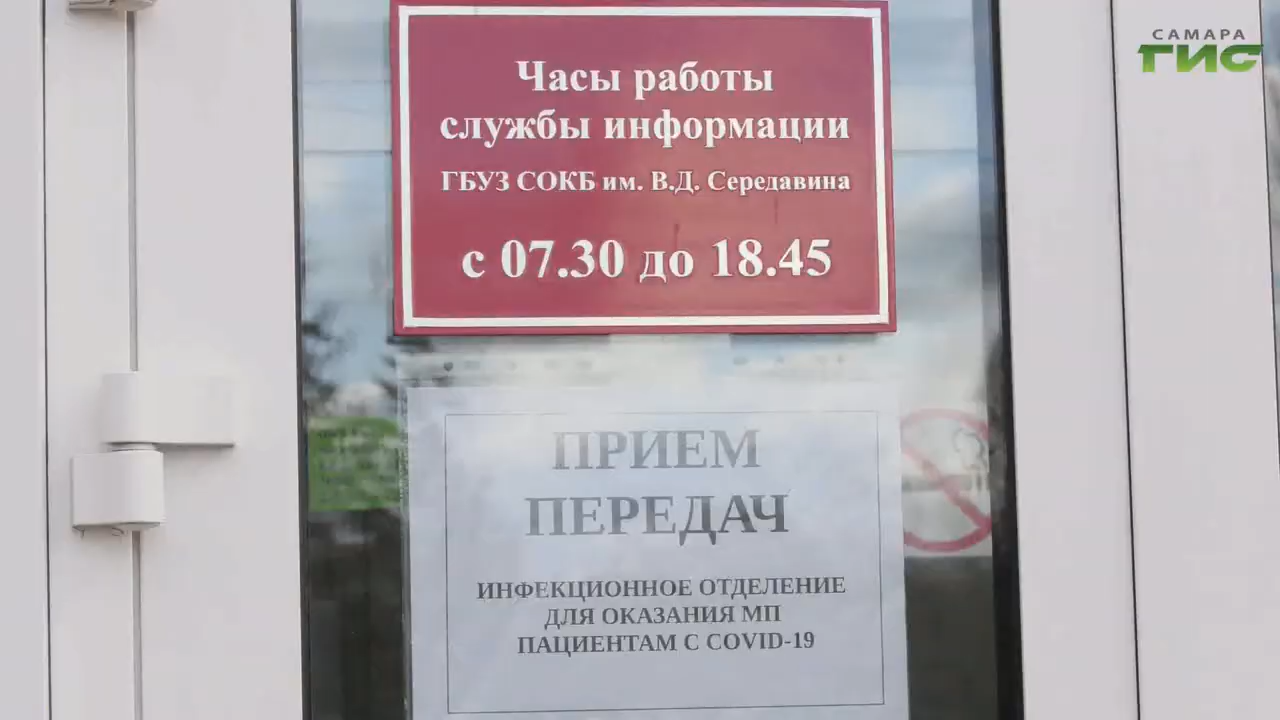 САМАРА
ГИС
Часы работы
службы информации
ГБУЗ СОКБ им. В.Д. Середавина
с 07.30 до 18.45
ПРИЕМ
ПЕРЕДАЧ
ИНФЕКЦИОННОЕ ОТДЕЛЕНИЕ
ДЛЯ ОКАЗАНИЯ МП
ПАЦИЕНТАМ С COVID-19